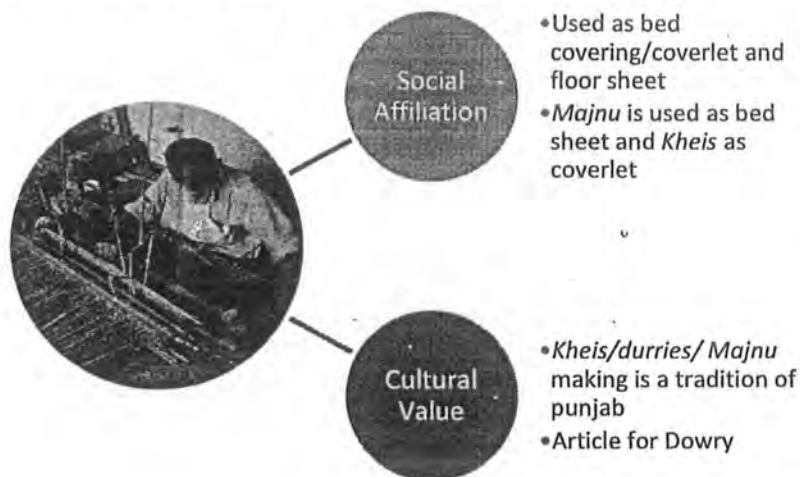 Social
Affiliation
•Used as bed
covering/coverlet and
floor sheet
•Majnu is used as bed
sheet and Kheis as
coverlet
Cultural
Value
•Kheis/durries/ Majnu
making is a tradition of
punjab
•Article for Dowry